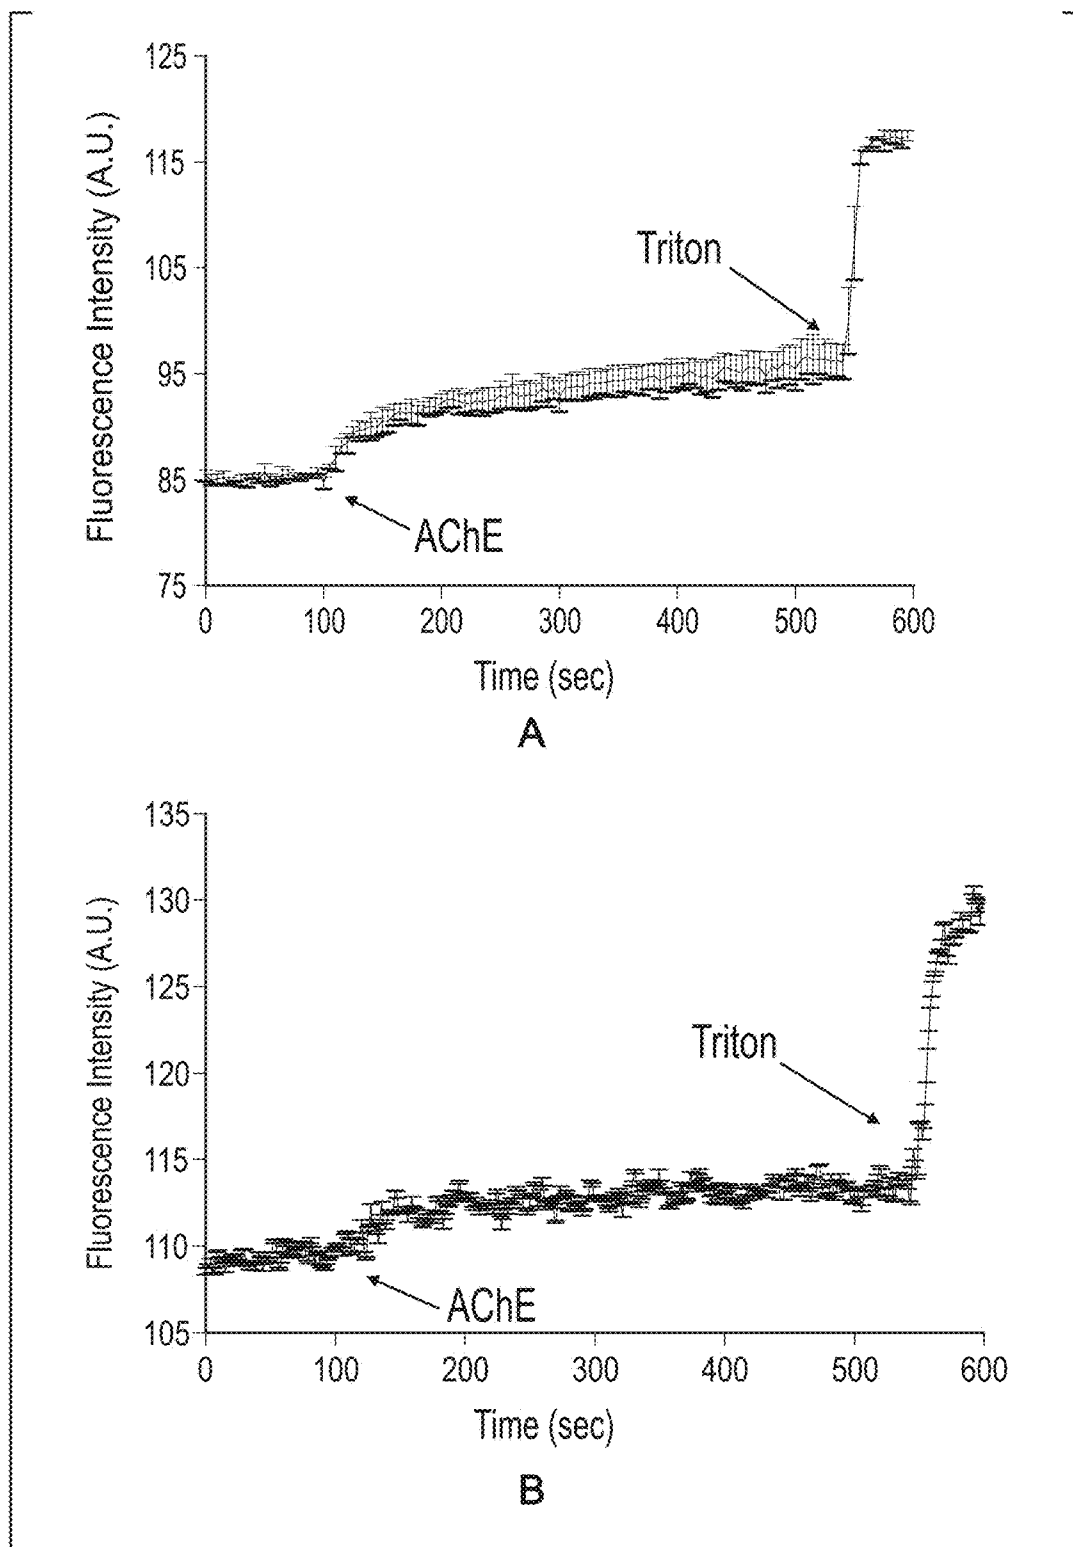 125
115
105
95
85
75
Fluorescence Intensity (A.U.)
Triton
AChE
0 100 200 300 400 500 600
Time (sec)
A
135
130
125
120
115
110
105
Fluorescence Intensity (A.U.)
Triton
AChE
0 100 200 300 400 500 600
Time (sec)
B